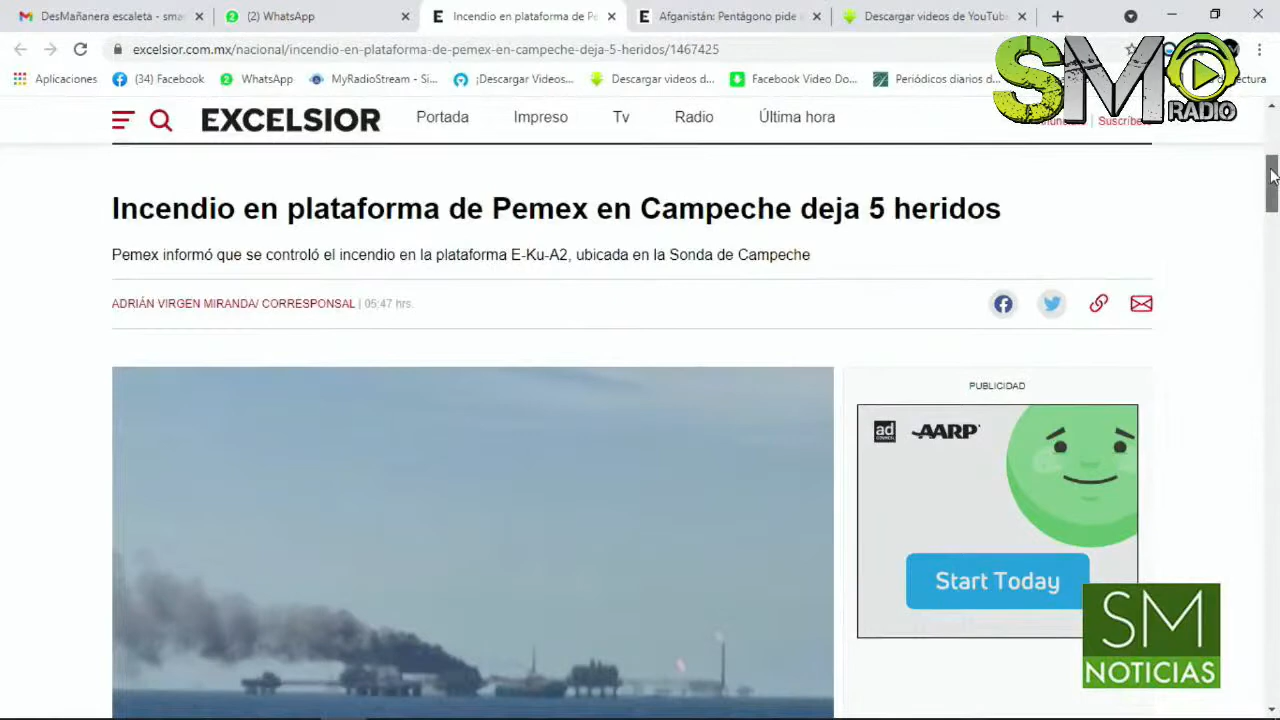 DesMañanera escaleta - sma
(2) WhatsApp
Incendio en plataforma de Pe
Afganistán: Pentágono pide a
Descargar videos de YouTube
excelsior.com.mx/nacional/incendio-en-plataforma-de-pemex-en-campeche-deja-5-heridos/1467425
Aplicaciones
(34) Facebook
WhatsApp
MyRadioStream - Si...
¡Descargar Videos...
Descargar videos d...
Facebook Video Do...
Periódicos diarios d...
SM
RADIO
EXCELSIOR
Portada
Impreso
Tv
Radio
Última hora
Suscríbete
Incendio en plataforma de Pemex en Campeche deja 5 heridos
Pemex informó que se controló el incendio en la plataforma E-Ku-A2, ubicada en la Sonda de Campeche
ADRIÁN VIRGEN MIRANDA/ CORRESPONSAL | 05:47 hrs.
PUBLICIDAD
ad
COUNCIL
AARP
Start Today
SM
NOTICIAS